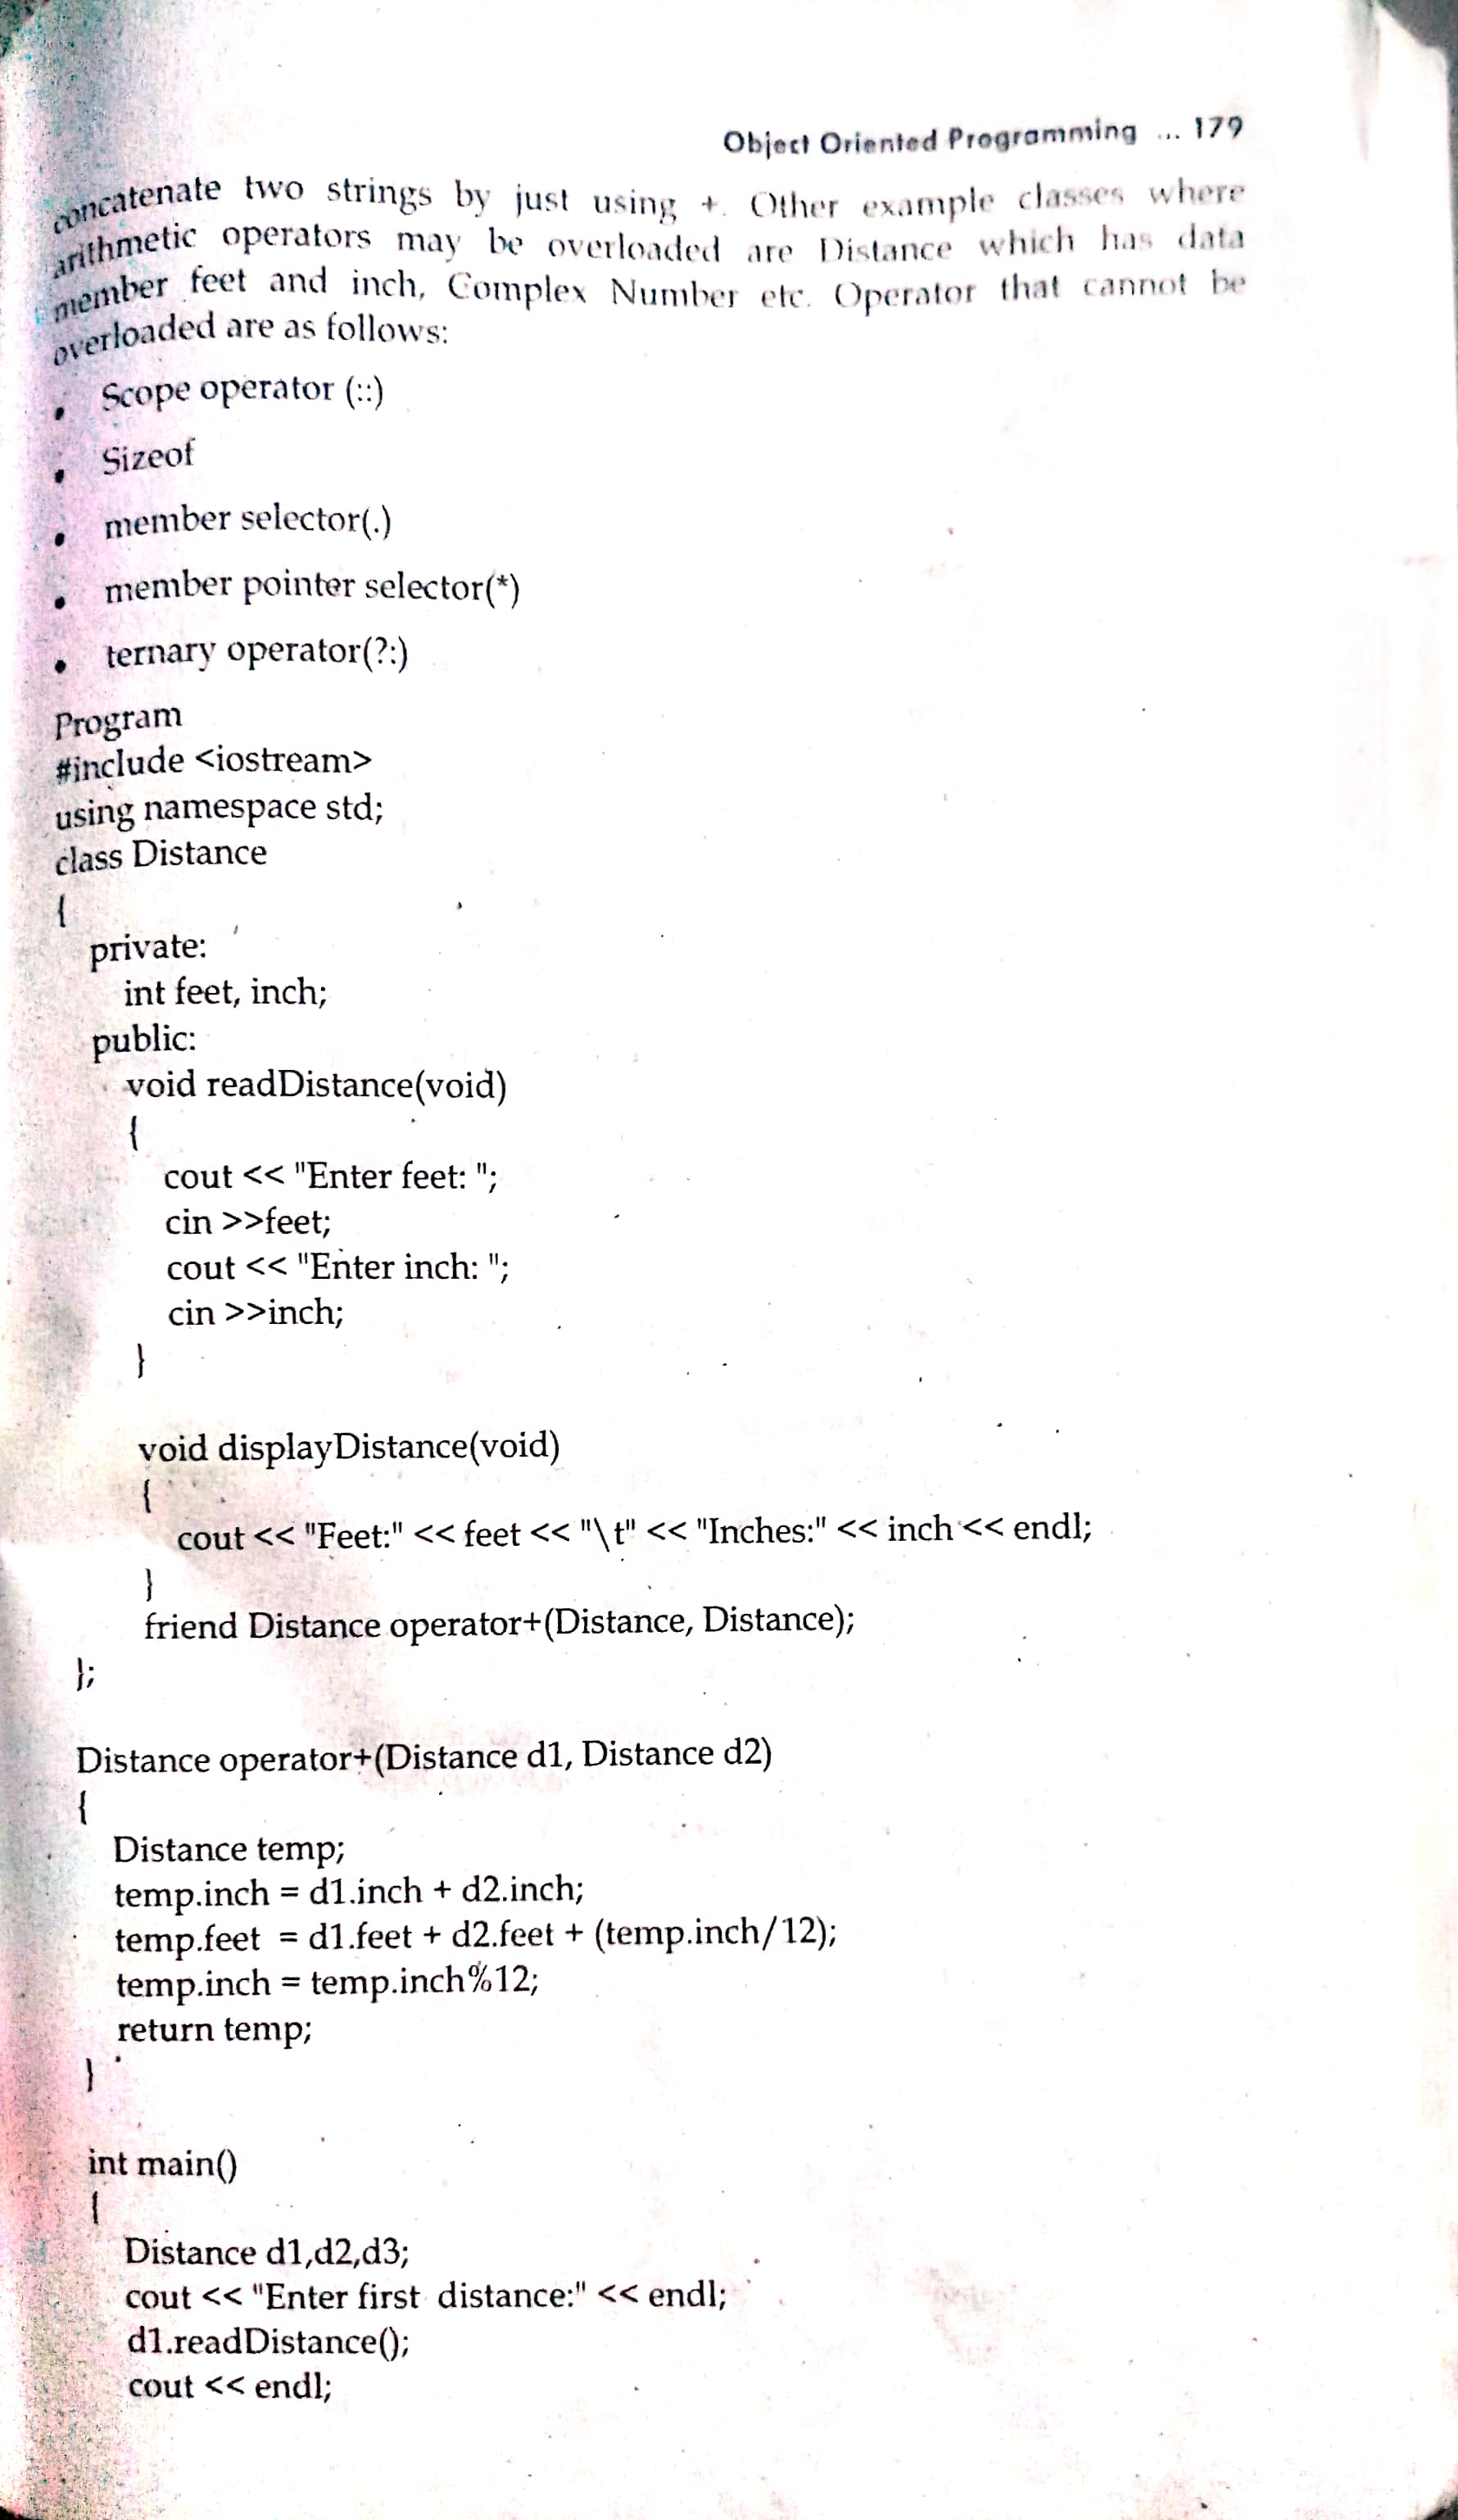 Object Oriented Programming ... 179
concatenate two strings by just using +. Other example classes where
arithmetic operators may be overloaded are Distance which has data
member feet and inch, Complex Number etc. Operator that cannot be
overloaded are as follows:
• Scope operator (::)
• Sizeof
• member selector(.)
• member pointer selector(*)
• ternary operator(?:)
Program
#include <iostream>
using namespace std;
class Distance
{
private:
int feet, inch;
public:
void readDistance(void)
{
cout << "Enter feet: ";
cin >>feet;
cout << "Enter inch: ";
cin >>inch;
}
void displayDistance(void)
{
cout << "Feet:" << feet << "\t" << "Inches:" << inch << endl;
}
friend Distance operator+(Distance, Distance);
};
Distance operator+(Distance d1, Distance d2)
{
Distance temp;
temp.inch = d1.inch + d2.inch;
temp.feet = d1.feet + d2.feet + (temp.inch/12);
temp.inch = temp.inch%12;
return temp;
}
int main()
{
Distance d1,d2,d3;
cout << "Enter first distance:" << endl;
d1.readDistance();
cout << endl;